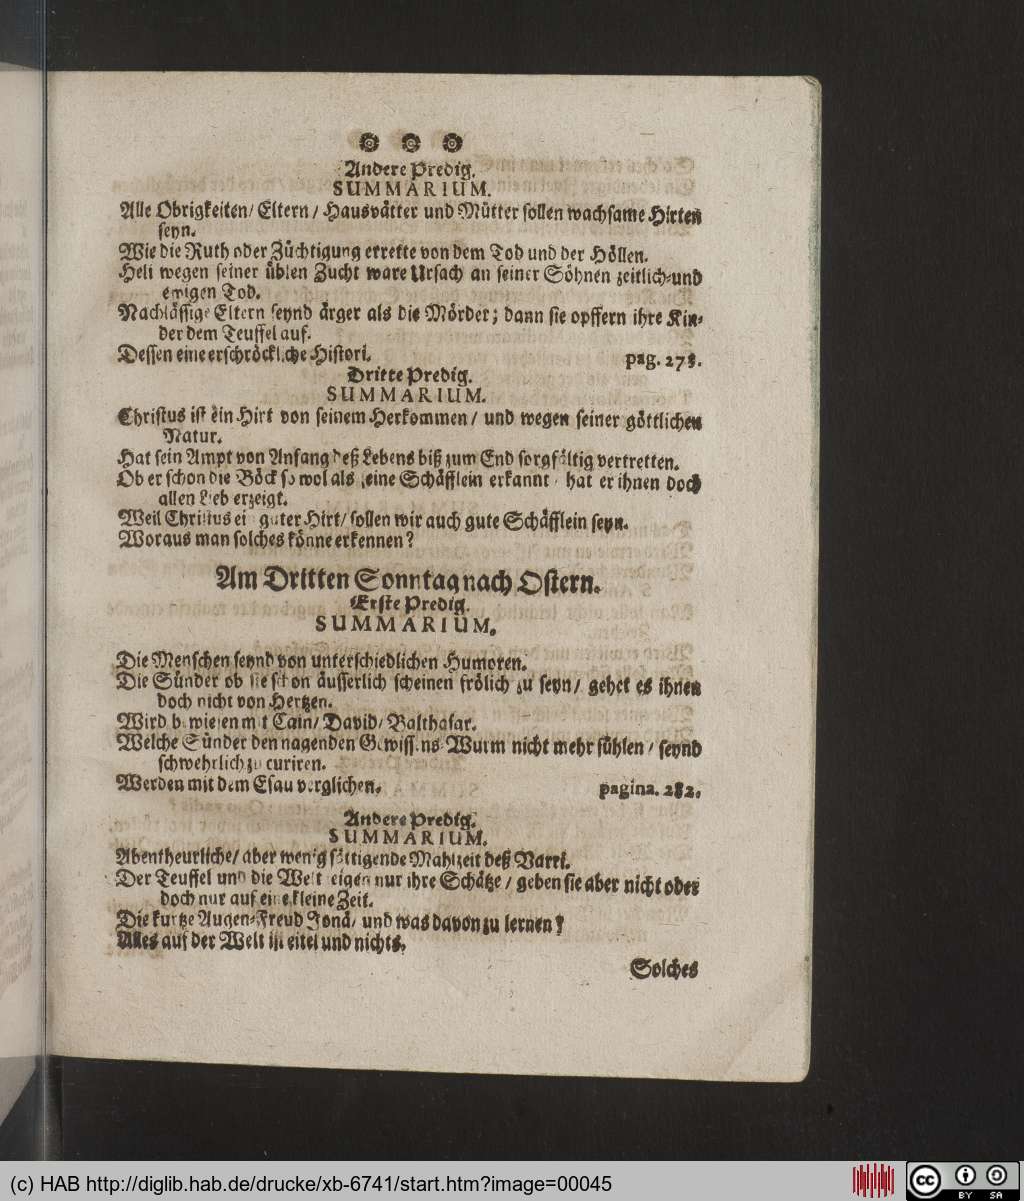 Andere Predig.
SUMMARIUM.
Alle Obrigkeiten/ Eltern/ Hausvätter und Mütter sollen wachsame Hirten
seyn.
Wie die Ruth oder Züchtigung errette von dem Tod und der Höllen.
Heli wegen seiner üblen Zucht ware Ursach an seiner Söhnen zeitlich-und
ewigen Tod.
Nachlässige Eltern seynd ärger als die Mörder; dann sie opffern ihre Kin-
der dem Teuffel auf.
Dessen eine erschröckliche Histori. pag. 278.
Dritte Predig.
SUMMARIUM.
Christus ist ein Hirt von seinem Herkommen/ und wegen seiner göttlichen
Natur.
Hat sein Ampt von Anfang deß Lebens biß zum End sorgfältig vertretten.
Ob er schon die Böck so wol als seine Schäfflein erkannt/ hat er ihnen doch
allen Lieb erzeigt.
Weil Christus ein guter Hirt/ sollen wir auch gute Schäfflein seyn.
Woraus man solches könne erkennen?
Am Dritten Sonntag nach Ostern.
Erste Predig.
SUMMARIUM.
Die Menschen seynd von unterschiedlichen Humoren.
Die Sünder ob sie schon äusserlich scheinen frölich zu seyn/ gehet es ihnen
doch nicht von Hertzen.
Wird bewiesen mit Cain/ David/ Balthasar.
Welche Sünder den nagenden Gewissens-Wurm nicht mehr fühlen/ seynd
schwehrlich zu curiren.
Werden mit dem Esau verglichen. pagina. 282.
Andere Predig.
SUMMARIUM.
Abentheurliche/ aber wenig sättigende Mahlzeit deß Varri.
Der Teuffel und die Welt zeigen nur ihre Schätze/ geben sie aber nicht oder
doch nur auf eine kleine Zeit.
Die kurtze Augen-Freud Jonä/ und was davon zu lernen?
Alles auf der Welt ist eitel und nichts.
Solches
(c) HAB http://diglib.hab.de/drucke/xb-6741/start.htm?image=00045
cc BY SA